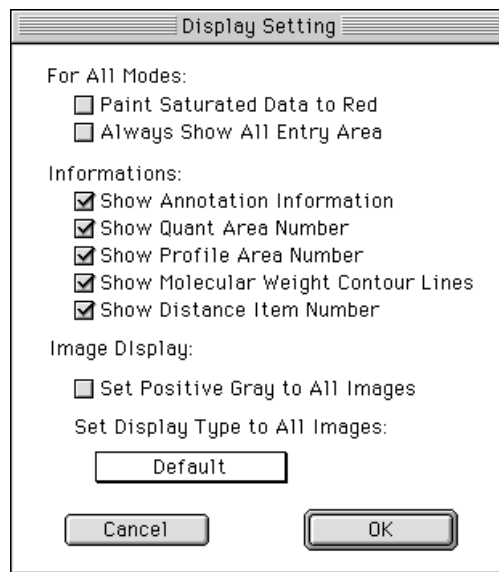 Display Setting
For All Modes:
Paint Saturated Data to Red
Always Show All Entry Area
Informations:
Show Annotation Information
Show Quant Area Number
Show Profile Area Number
Show Molecular Weight Contour Lines
Show Distance Item Number
Image DIsplay:
Set Positive Gray to All Images
Set Display Type to All Images:
Default
Cancel
OK